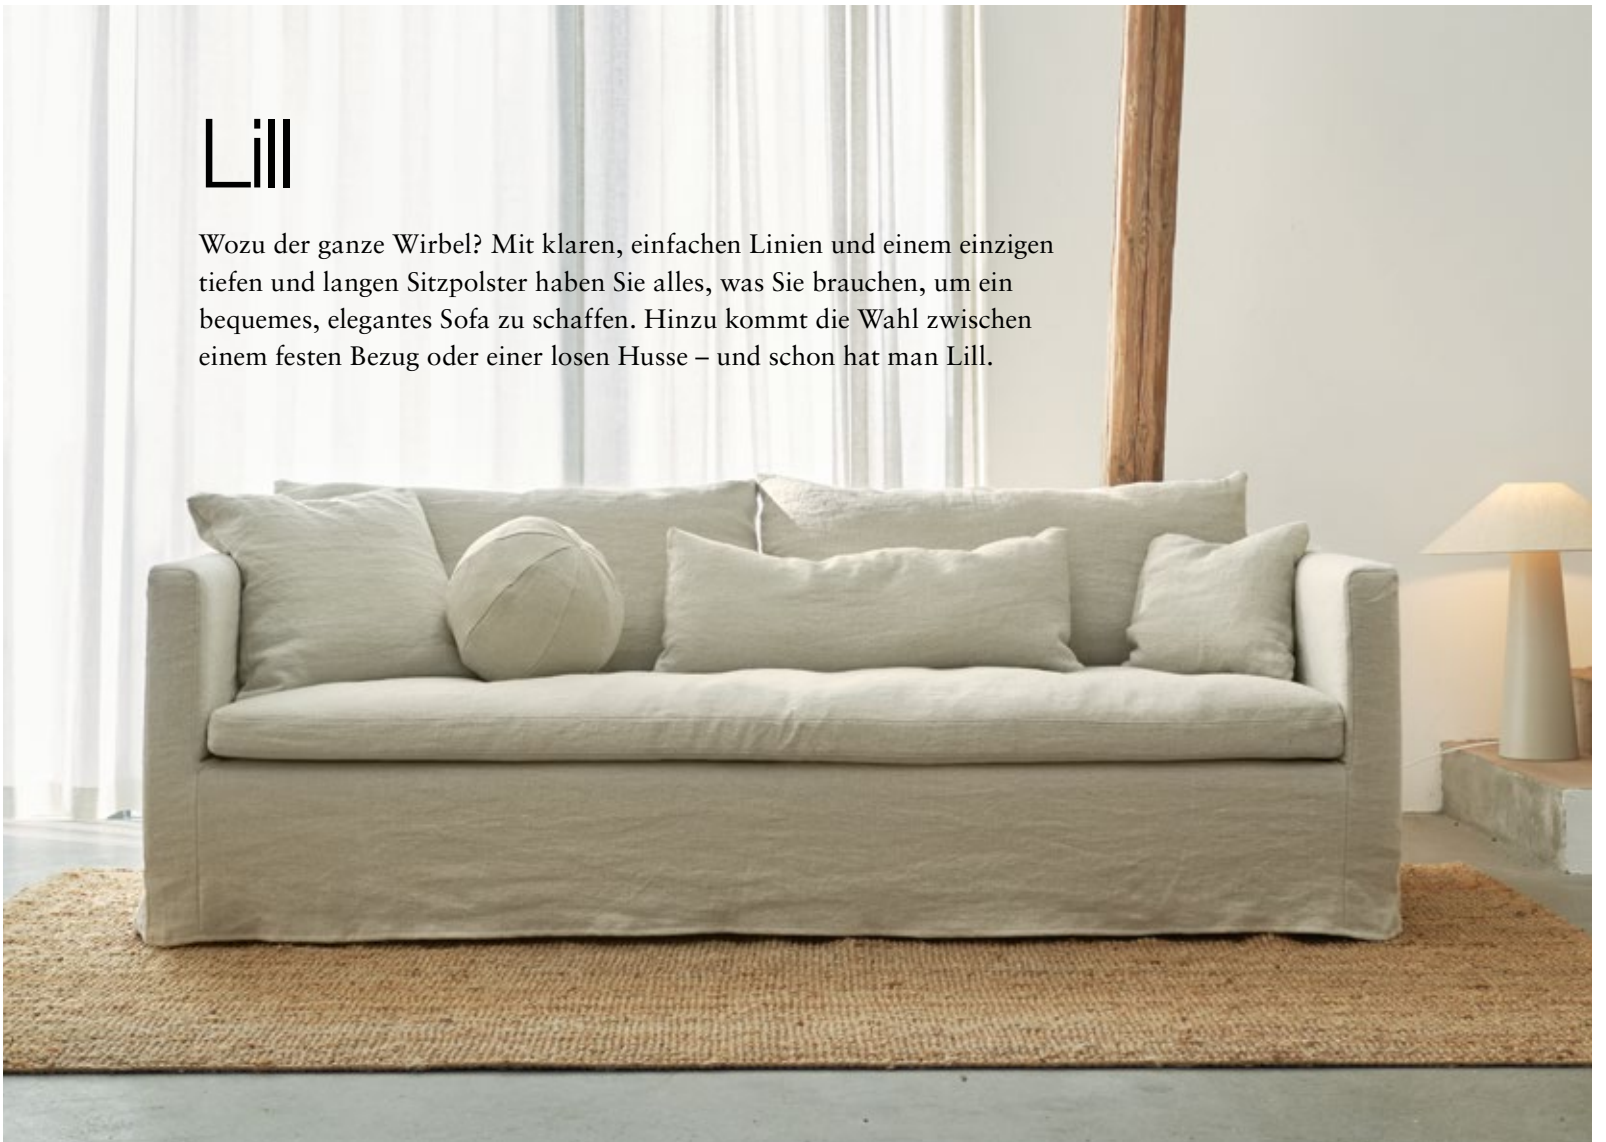 Lill
Wozu der ganze Wirbel? Mit klaren, einfachen Linien und einem einzigen
tiefen und langen Sitzpolster haben Sie alles, was Sie brauchen, um ein
bequemes, elegantes Sofa zu schaffen. Hinzu kommt die Wahl zwischen
einem festen Bezug oder einer losen Husse – und schon hat man Lill.